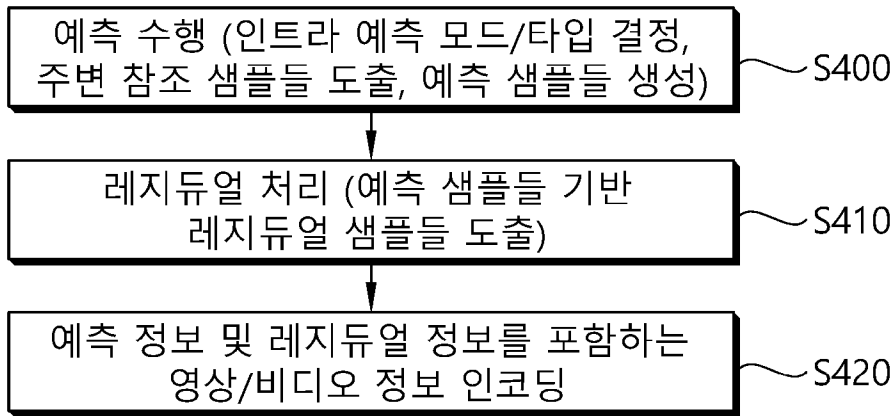 예측 수행 (인트라 예측 모드/타입 결정,
주변 참조 샘플들 도출, 예측 샘플들 생성)
S400
레지듀얼 처리 (예측 샘플들 기반
레지듀얼 샘플들 도출)
S410
예측 정보 및 레지듀얼 정보를 포함하는
영상/비디오 정보 인코딩
S420